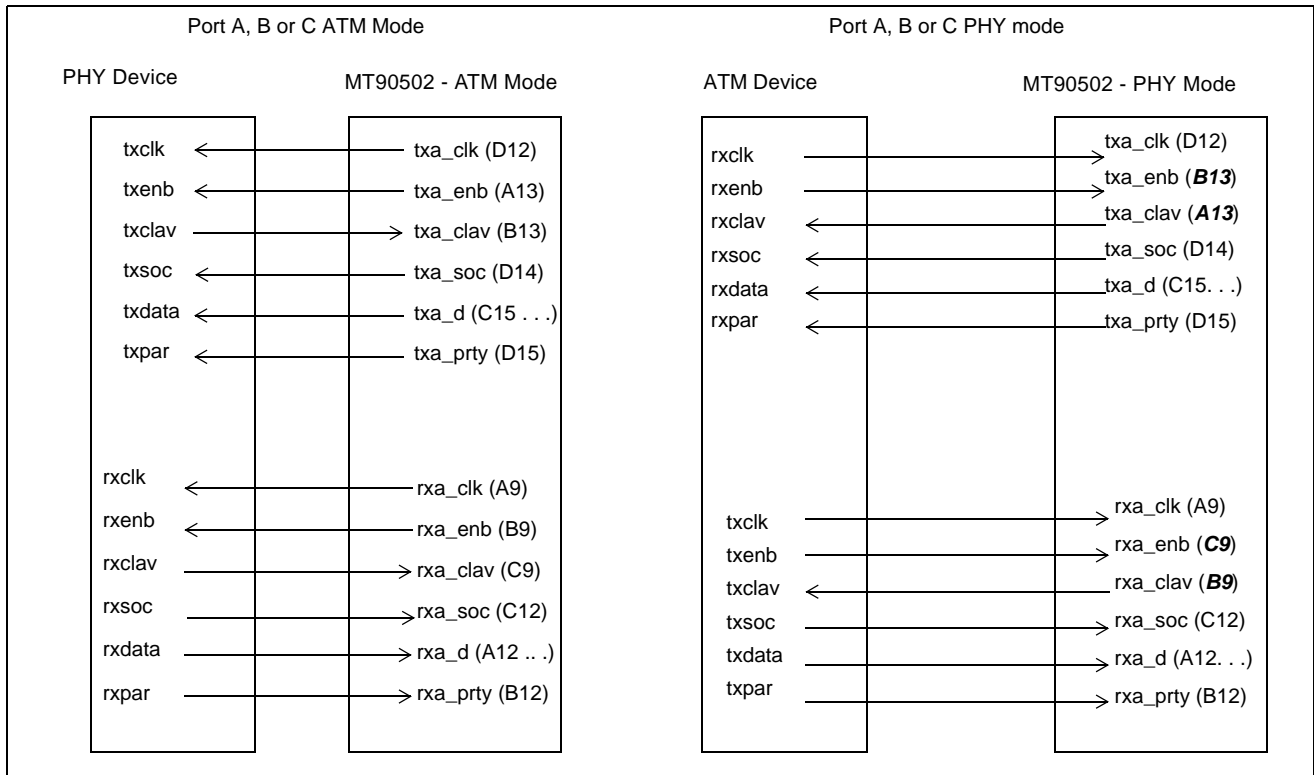 Port A, B or C ATM Mode
PHY Device
MT90502 - ATM Mode
txclk
txa_clk (D12)
txenb
txa_enb (A13)
txclav
txa_clav (B13)
txsoc
txa_soc (D14)
txdata
txa_d (C15 . . .)
txpar
txa_prty (D15)
rxclk
rxa_clk (A9)
rxenb
rxa_enb (B9)
rxclav
rxa_clav (C9)
rxsoc
rxa_soc (C12)
rxdata
rxa_d (A12 .. .)
rxpar
rxa_prty (B12)
Port A, B or C PHY mode
ATM Device
MT90502 - PHY Mode
rxclk
txa_clk (D12)
rxenb
txa_enb (B13)
rxclav
txa_clav (A13)
rxsoc
txa_soc (D14)
rxdata
txa_d (C15. . .)
rxpar
txa_prty (D15)
txclk
rxa_clk (A9)
txenb
rxa_enb (C9)
txclav
rxa_clav (B9)
txsoc
rxa_soc (C12)
txdata
rxa_d (A12. . .)
txpar
rxa_prty (B12)